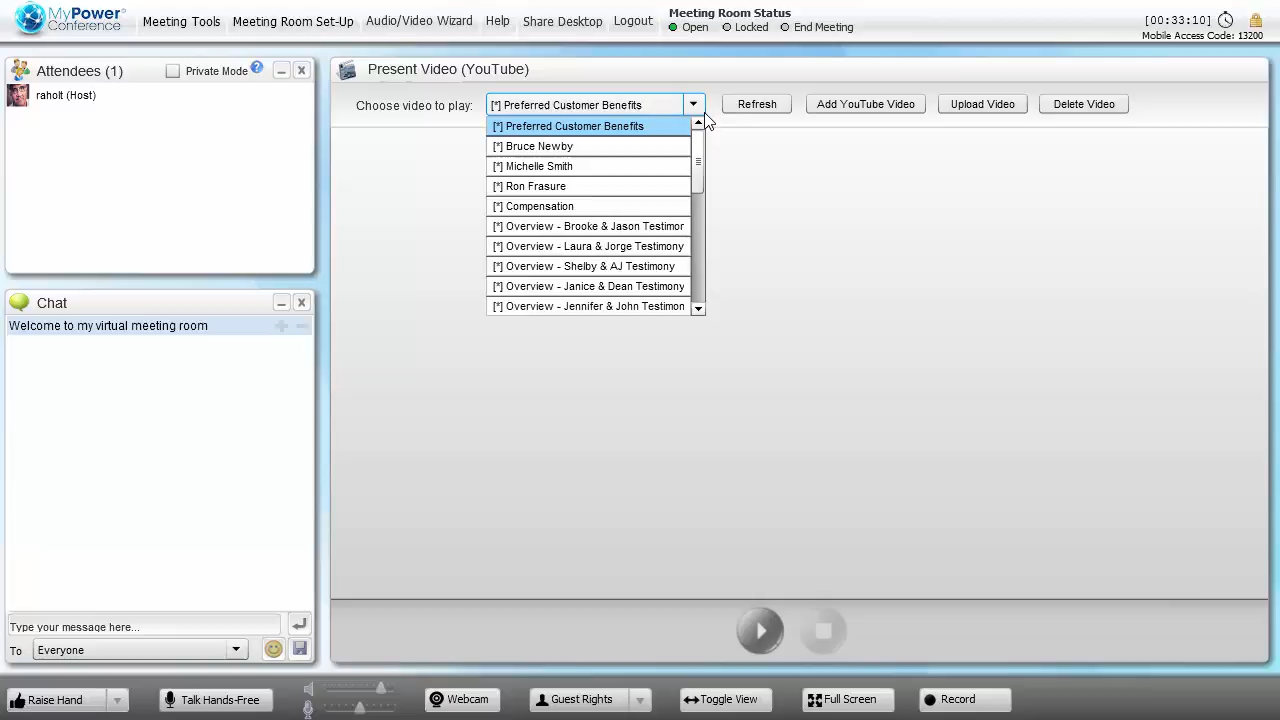 MyPower
Conference
Meeting Tools
Meeting Room Set-Up
Audio/Video Wizard
Help
Share Desktop
Logout
Meeting Room Status
Open
Locked
End Meeting
[00:33:10]
Mobile Access Code: 13200
Attendees (1)
Private Mode
?
raholt (Host)
Chat
Welcome to my virtual meeting room
Type your message here...
To
Everyone
Present Video (YouTube)
Choose video to play:
[*] Preferred Customer Benefits
Refresh
Add YouTube Video
Upload Video
Delete Video
[*] Preferred Customer Benefits
[*] Bruce Newby
[*] Michelle Smith
[*] Ron Frasure
[*] Compensation
[*] Overview - Brooke & Jason Testimor
[*] Overview - Laura & Jorge Testimony
[*] Overview - Shelby & AJ Testimony
[*] Overview - Janice & Dean Testimony
[*] Overview - Jennifer & John Testimon
Raise Hand
Talk Hands-Free
Webcam
Guest Rights
Toggle View
Full Screen
Record